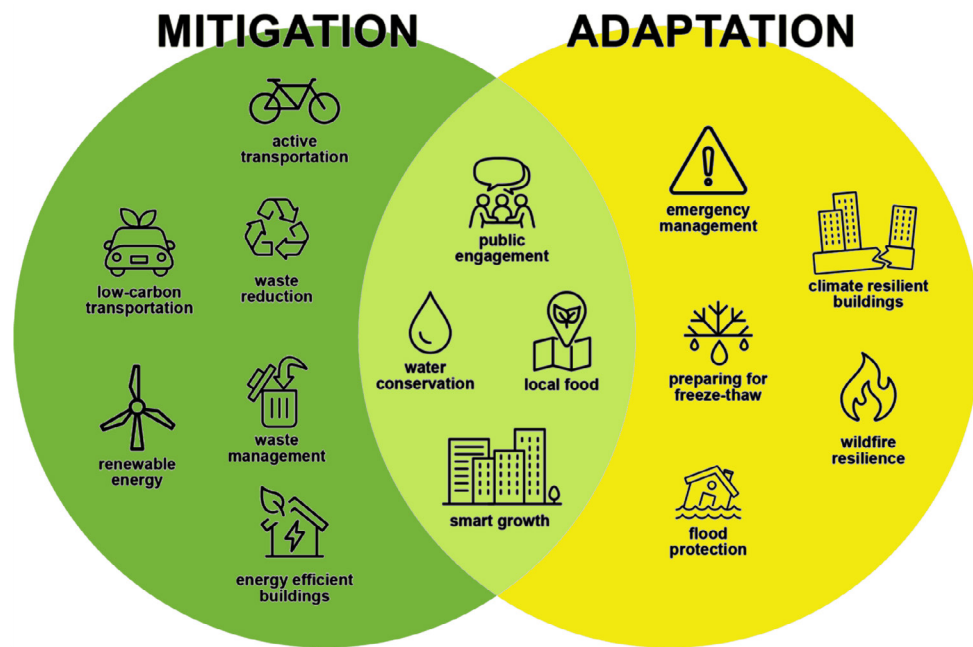 MITIGATION
ADAPTATION
active
transportation
low-carbon
transportation
waste
reduction
renewable
energy
waste
management
energy efficient
buildings
public
engagement
water
conservation
local food
smart growth
emergency
management
climate resilient
buildings
preparing for
freeze-thaw
wildfire
resilience
flood
protection